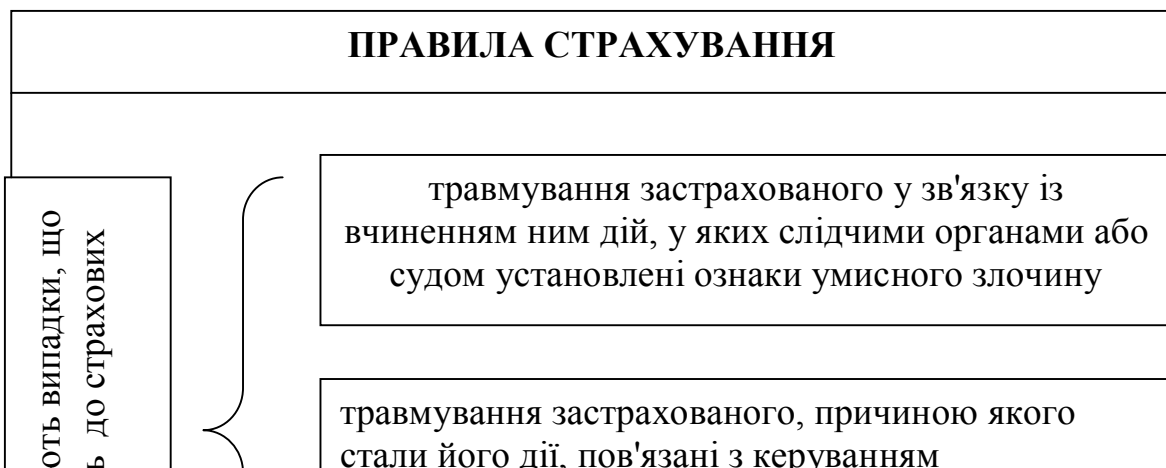 ПРАВИЛА СТРАХУВАННЯ
травмування застрахованого у зв'язку із
вчиненням ним дій, у яких слідчими органами або
судом установлені ознаки умисного злочину
випадки, що
до страхових
травмування застрахованого, причиною якого
стали його дії, пов'язані з керуванням